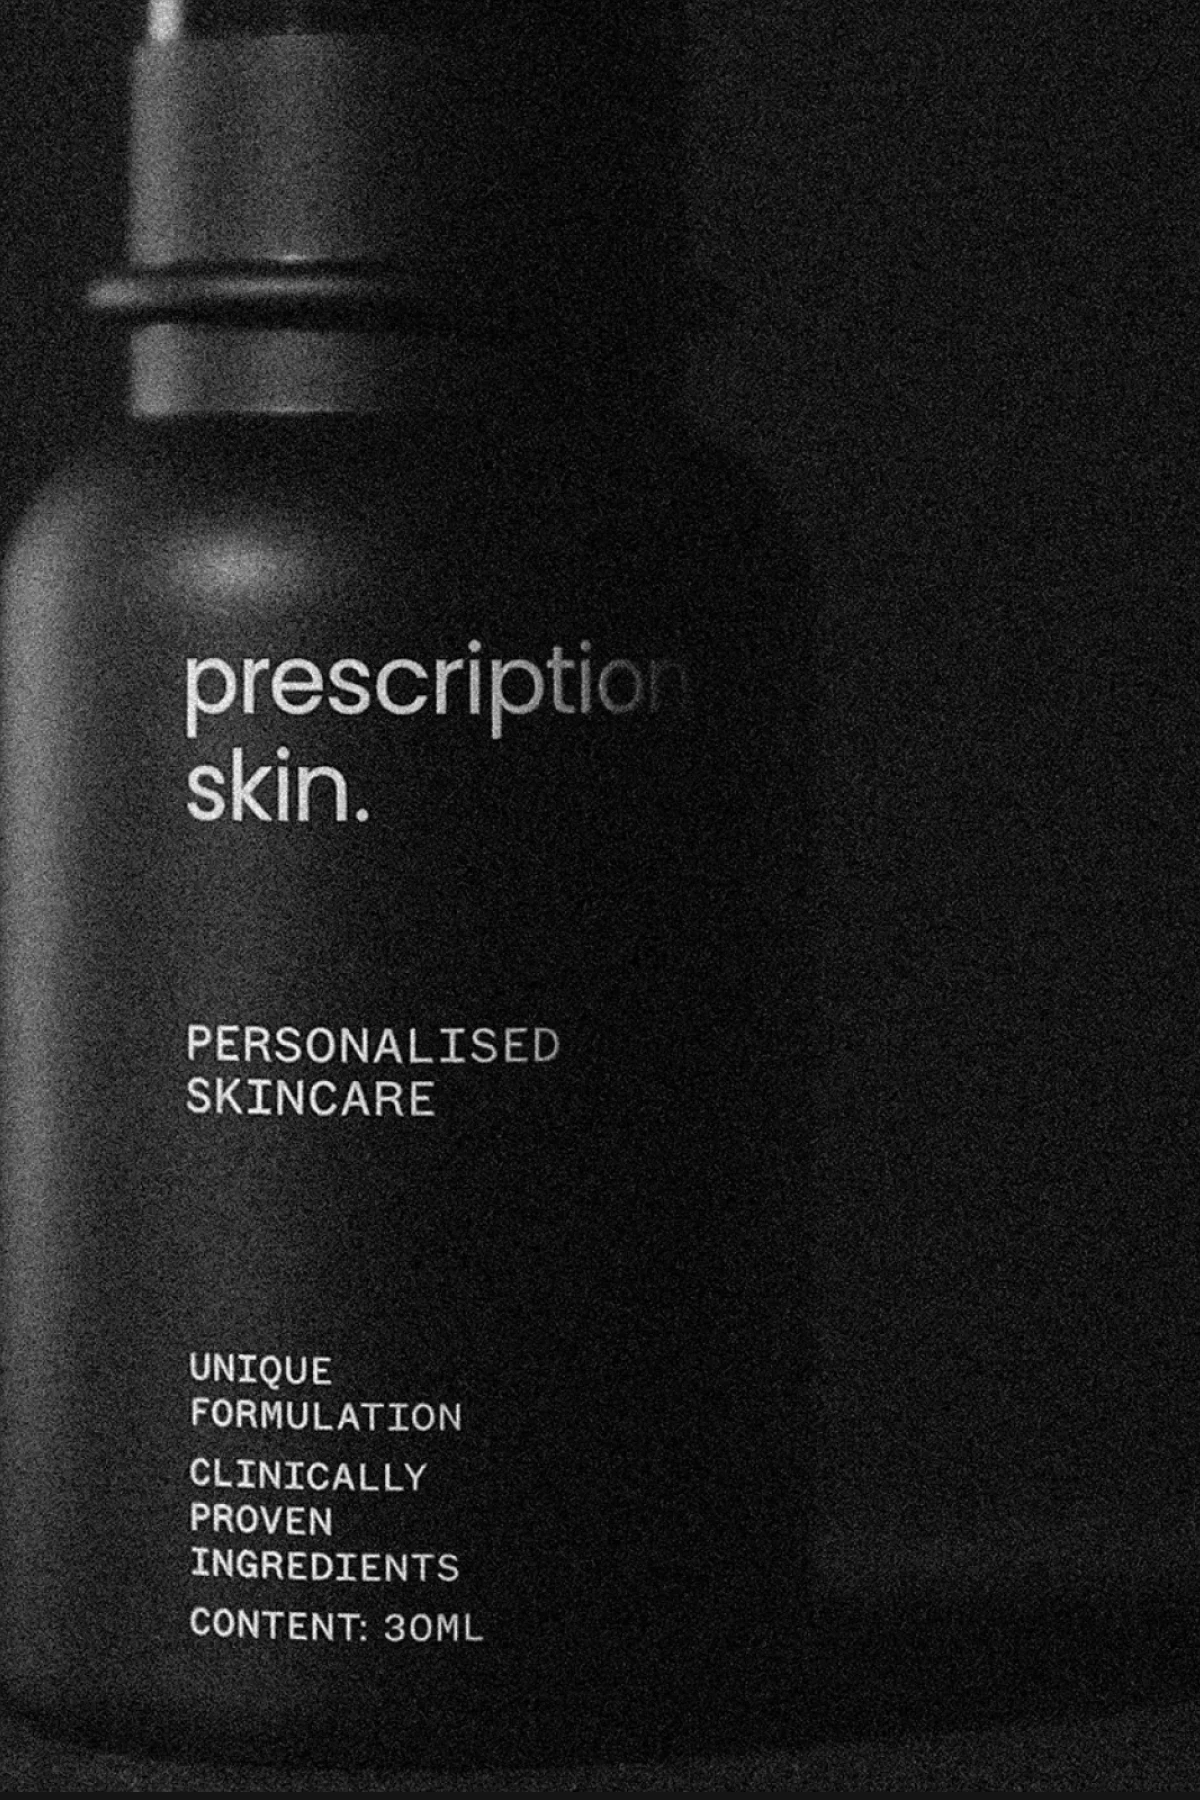 prescription
skin.
PERSONALISED
SKINCARE
UNIQUE
FORMULATION
CLINICALLY
PROVEN
INGREDIENTS
CONTENT: 30ML